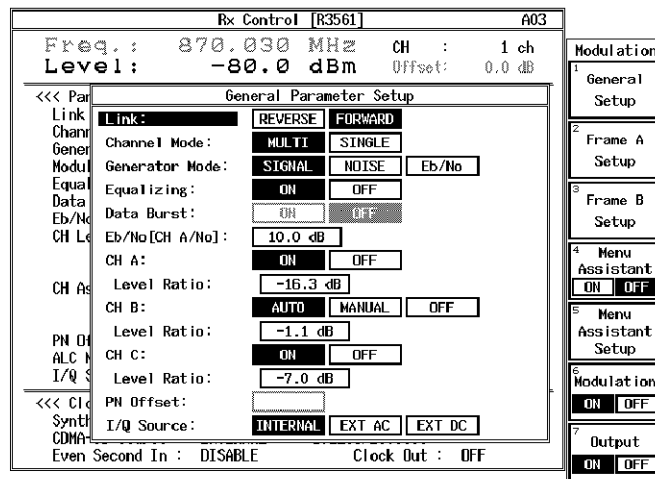 Rx Control [R3561] A03
Freq.: 870.030 MHz CH : 1 ch
Level: -80.0 dBm Offset: 0.0 dB
<<< Par
Link
Chann
Gener
Modul
Equal
Data
Eb/No
CH Le
CH As
PN Of
ALC M
I/Q S
<<< Clo
Synth
CDMA-
Even Second In : DISABLE Clock Out : OFF
General Parameter Setup
Link: REVERSE FORWARD
Channel Mode: MULTI SINGLE
Generator Mode: SIGNAL NOISE Eb/No
Equalizing: ON OFF
Data Burst: ON OFF
Eb/No[CH A/No]: 10.0 dB
CH A: ON OFF
Level Ratio: -16.3 dB
CH B: AUTO MANUAL OFF
Level Ratio: -1.1 dB
CH C: ON OFF
Level Ratio: -7.0 dB
PN Offset:
I/Q Source: INTERNAL EXT AC EXT DC
Modulation
1 General
Setup
2 Frame A
Setup
3 Frame B
Setup
4 Menu
Assistant
ON OFF
5 Menu
Assistant
Setup
6
Modulation
ON OFF
7 Output
ON OFF